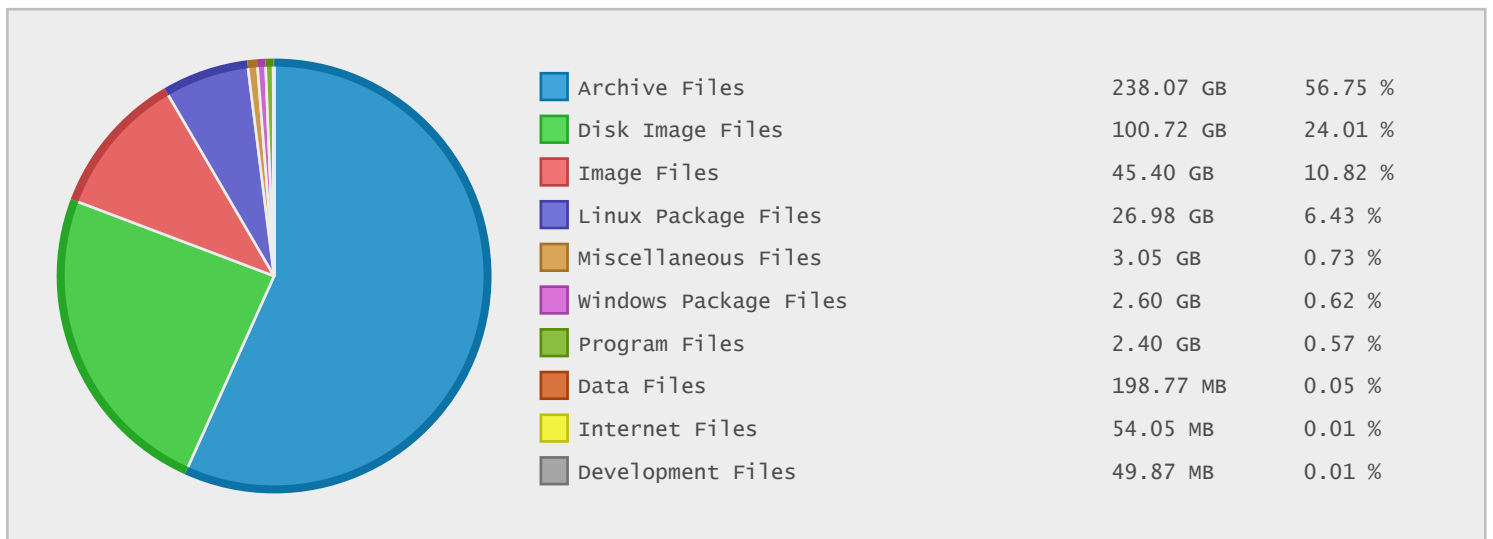 Archive Files 238.07 GB 56.75 %
Disk Image Files 100.72 GB 24.01 %
Image Files 45.40 GB 10.82 %
Linux Package Files 26.98 GB 6.43 %
Miscellaneous Files 3.05 GB 0.73 %
Windows Package Files 2.60 GB 0.62 %
Program Files 2.40 GB 0.57 %
Data Files 198.77 MB 0.05 %
Internet Files 54.05 MB 0.01 %
Development Files 49.87 MB 0.01 %